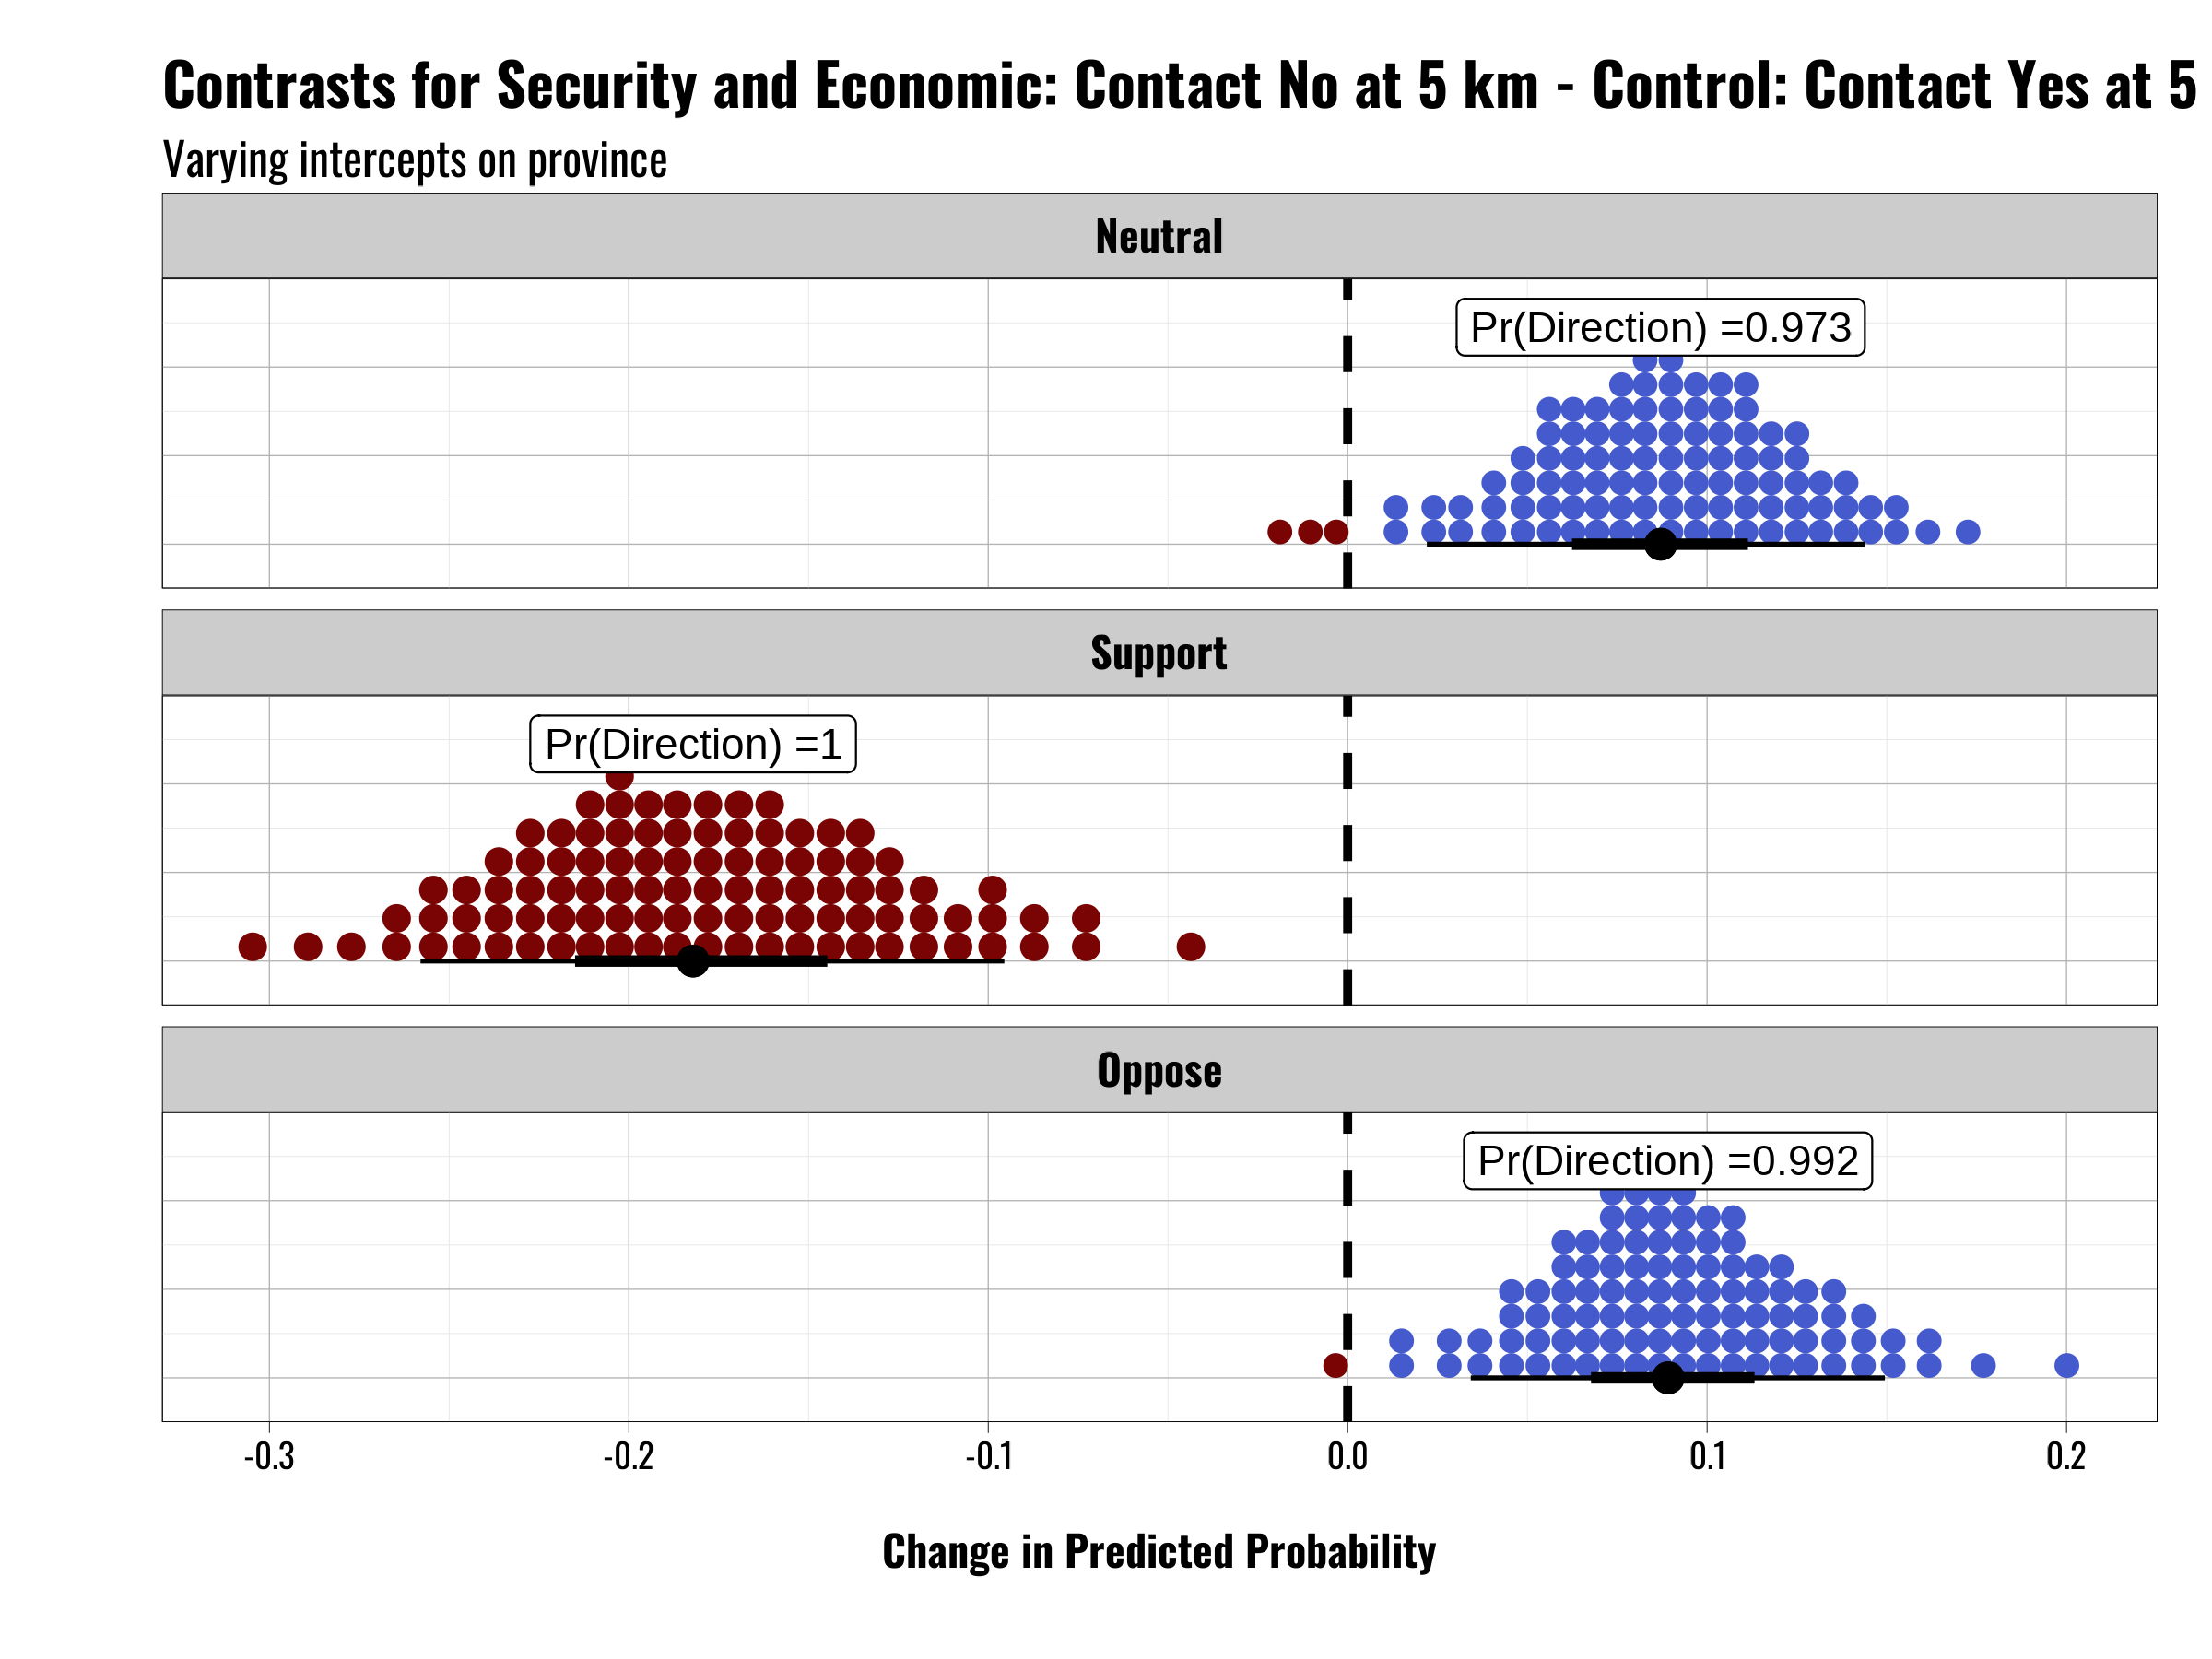 Contrasts for Security and Economic: Contact No at 5 km - Control: Contact Yes at 5
Varying intercepts on province
Neutral
Pr(Direction) =0.973
Support
Pr(Direction) =1
Oppose
Pr(Direction) =0.992
-0.3 -0.2 -0.1 0.0 0.1 0.2
Change in Predicted Probability